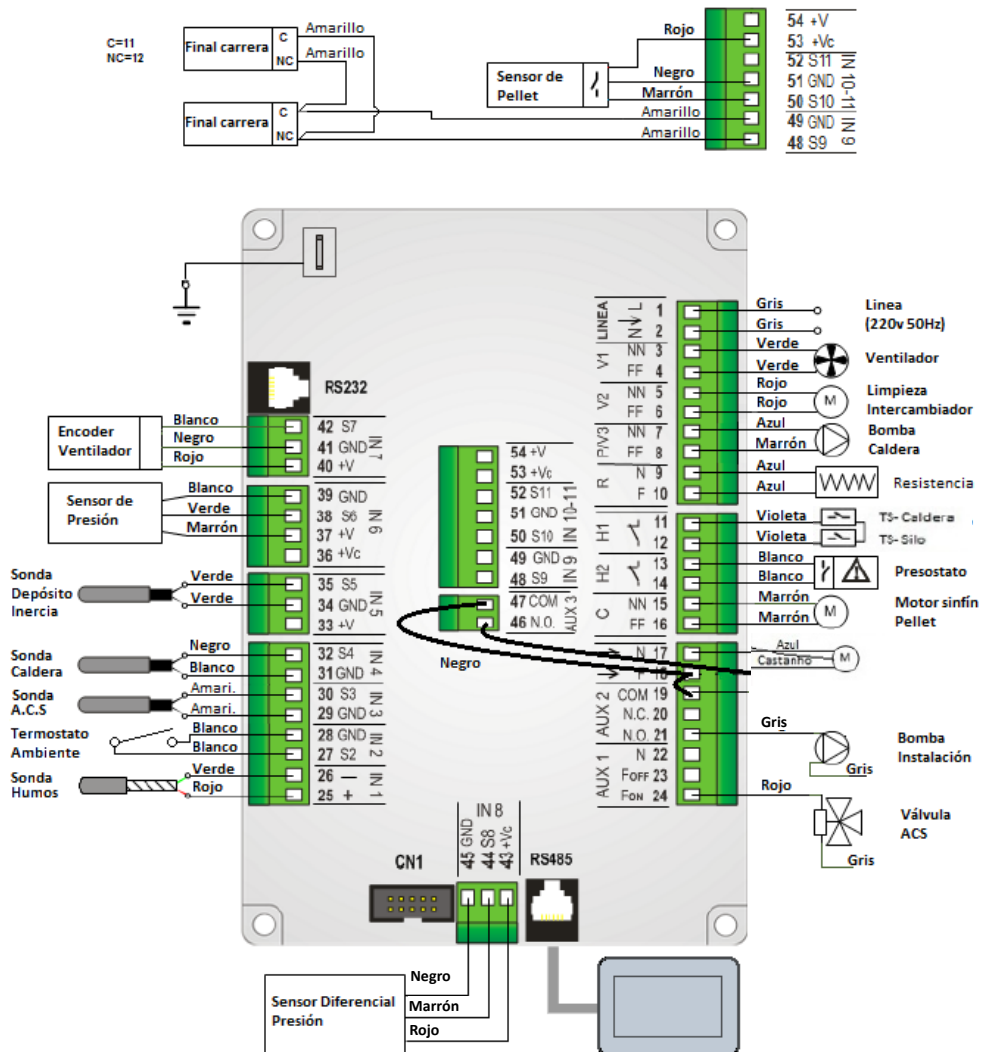 C=11
NC=12
Final carrera
C
NC
Amarillo
Amarillo
Final carrera
C
NC
Sensor de
Pellet
Rojo
Negro
Marrón
Amarillo
Amarillo
54 +V
53 +Vc
52 S11
51 GND
50 S10
49 GND
48 S9
IN 10-11
IN 9
RS232
Encoder
Ventilador
Blanco
Negro
Rojo
42 S7
41 GND
40 +V
IN 7
Sensor de
Presión
Blanco
Verde
Marrón
39 GND
38 S6
37 +V
36 +Vc
IN 6
Sonda
Depósito
Inercia
Verde
Verde
35 S5
34 GND
33 +V
IN 5
Sonda
Caldera
Negro
Blanco
32 S4
31 GND
IN 4
Sonda
A.C.S
Amari.
Amari.
30 S3
29 GND
IN 3
Termostato
Ambiente
Blanco
Blanco
28 GND
27 S2
IN 2
Sonda
Humos
Verde
Rojo
26 —
25 +
IN 1
54 +V
53 +Vc
52 S11
51 GND
50 S10
49 GND
48 S9
IN 10-11
IN 9
47 COM
46 N.O.
AUX 3
Negro
LINEA
L 1
N 2
V1
NN 3
FF 4
V2
NN 5
FF 6
P/V3
NN 7
FF 8
R
N 9
F 10
H1
11
12
H2
13
14
C
NN 15
FF 16
N 17
F 18
AUX 2
COM 19
N.C. 20
N.O. 21
AUX 1
N 22
FOFF 23
FON 24
Gris
Gris
Linea
(220v 50Hz)
Verde
Verde
Ventilador
Rojo
Rojo
M
Limpieza
Intercambiador
Azul
Marrón
Bomba
Caldera
Azul
Azul
Resistencia
Violeta
Violeta
TS-Caldera
TS-Silo
Blanco
Blanco
Presostato
Marrón
Marrón
M
Motor sinfín
Pellet
Azul
Castanho
M
Gris
Gris
Bomba
Instalación
Rojo
Gris
Válvula
ACS
CN1
IN 8
45 GND
44 S8
43 +Vc
RS485
Sensor Diferencial
Presión
Negro
Marrón
Rojo